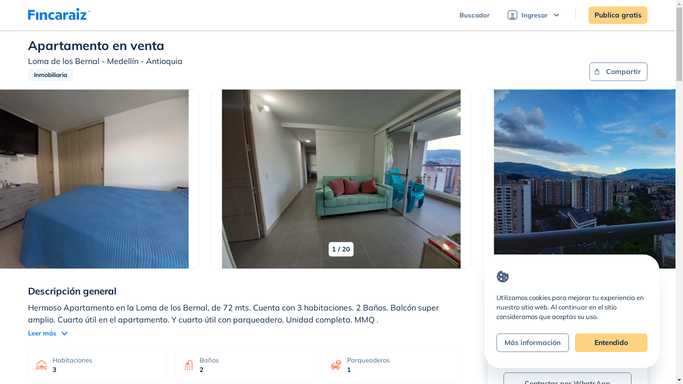 Fincaraiz
Buscador
Ingresar
Publica gratis
Apartamento en venta
Loma de los Bernal - Medellín - Antioquia
Inmobiliaria
Compartir
1 / 20
Descripción general
Hermoso Apartamento en la Loma de los Bernal, de 72 mts. Cuenta con 3 habitaciones. 2 Baños. Balcón super
amplio. Cuarto útil en el apartamento. Y cuarto útil con parqueadero. Unidad completa. MMQ .
Leer más
Habitaciones
3
Baños
2
Parqueaderos
1
Utilizamos cookies para mejorar tu experiencia en
nuestro sitio web. Al continuar en el sitio
consideramos que aceptas su uso.
Más información
Entendido
Contactar por WhatsApp